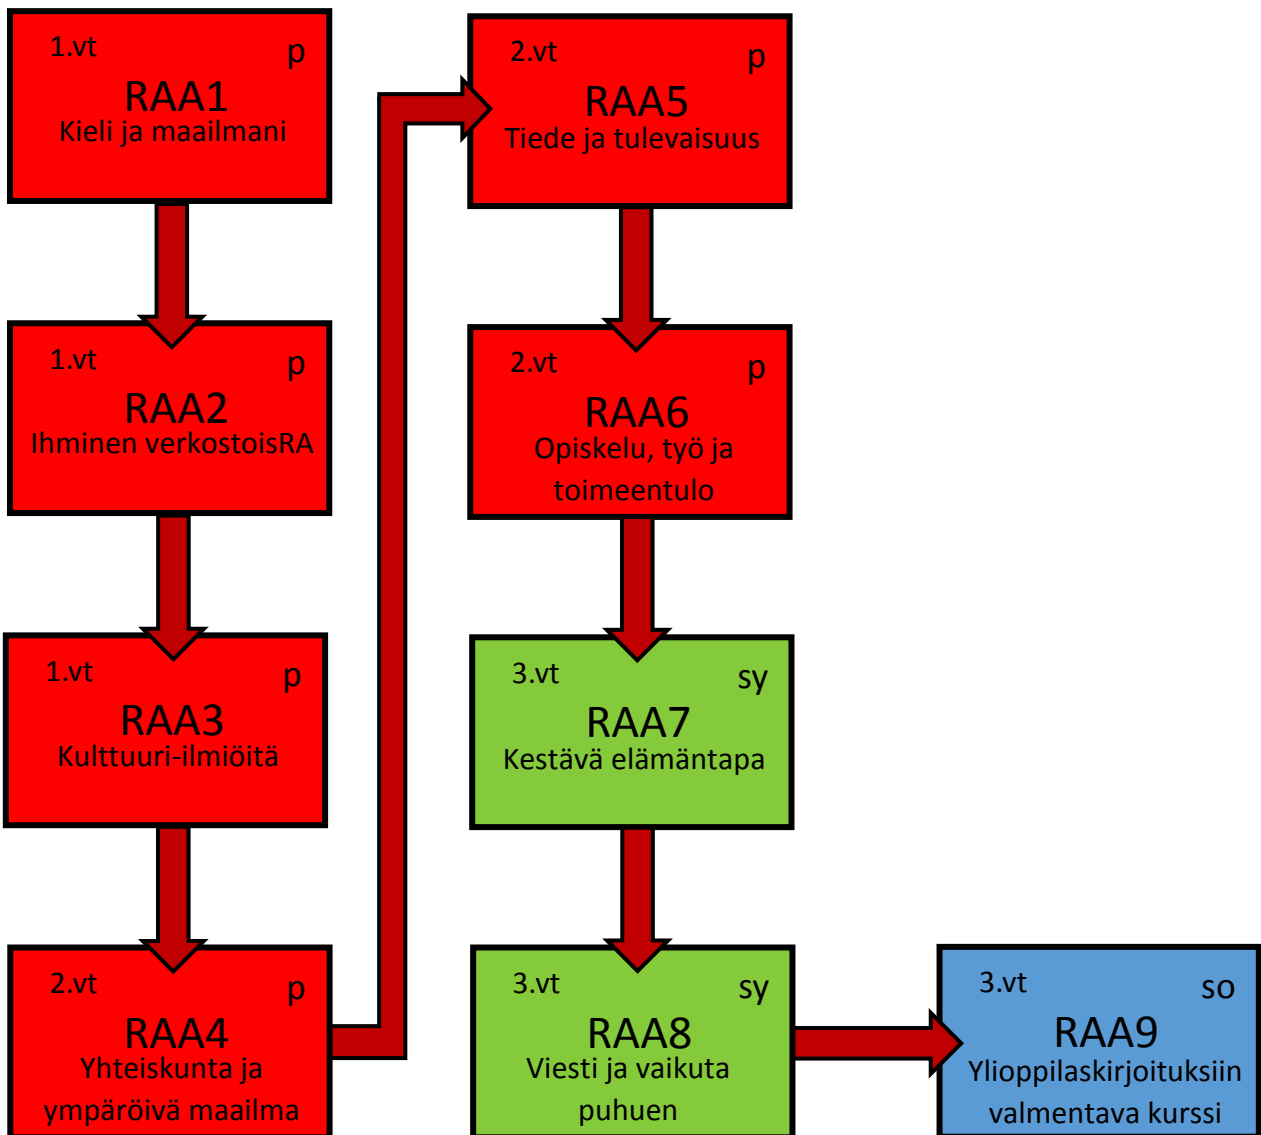 1.vt p
RAA1
Kieli ja maailmani
1.vt p
RAA2
Ihminen verkostoisRA
1.vt p
RAA3
Kulttuuri-ilmiöitä
2.vt p
RAA4
Yhteiskunta ja
ympäröivä maailma
2.vt p
RAA5
Tiede ja tulevaisuus
2.vt p
RAA6
Opiskelu, työ ja
toimeentulo
3.vt sy
RAA7
Kestävä elämäntapa
3.vt sy
RAA8
Viesti ja vaikuta
puhuen
3.vt so
RAA9
Ylioppilaskirjoituksiin
valmentava kurssi